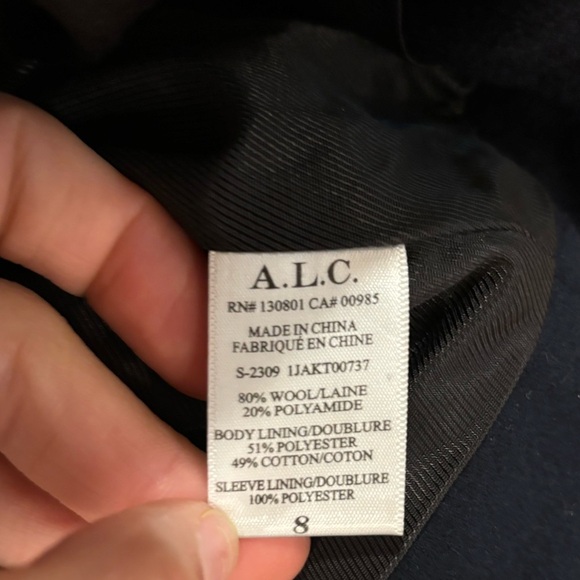 A.L.C.
RN# 130801 CA# 00985
MADE IN CHINA
FABRIQUÉ EN CHINE
S-2309 1JAKT00737
80% WOOL/LAINE
20% POLYAMIDE
BODY LINING/DOUBLURE
51% POLYESTER
49% COTTON/COTON
SLEEVE LINING/DOUBLURE
100% POLYESTER
8